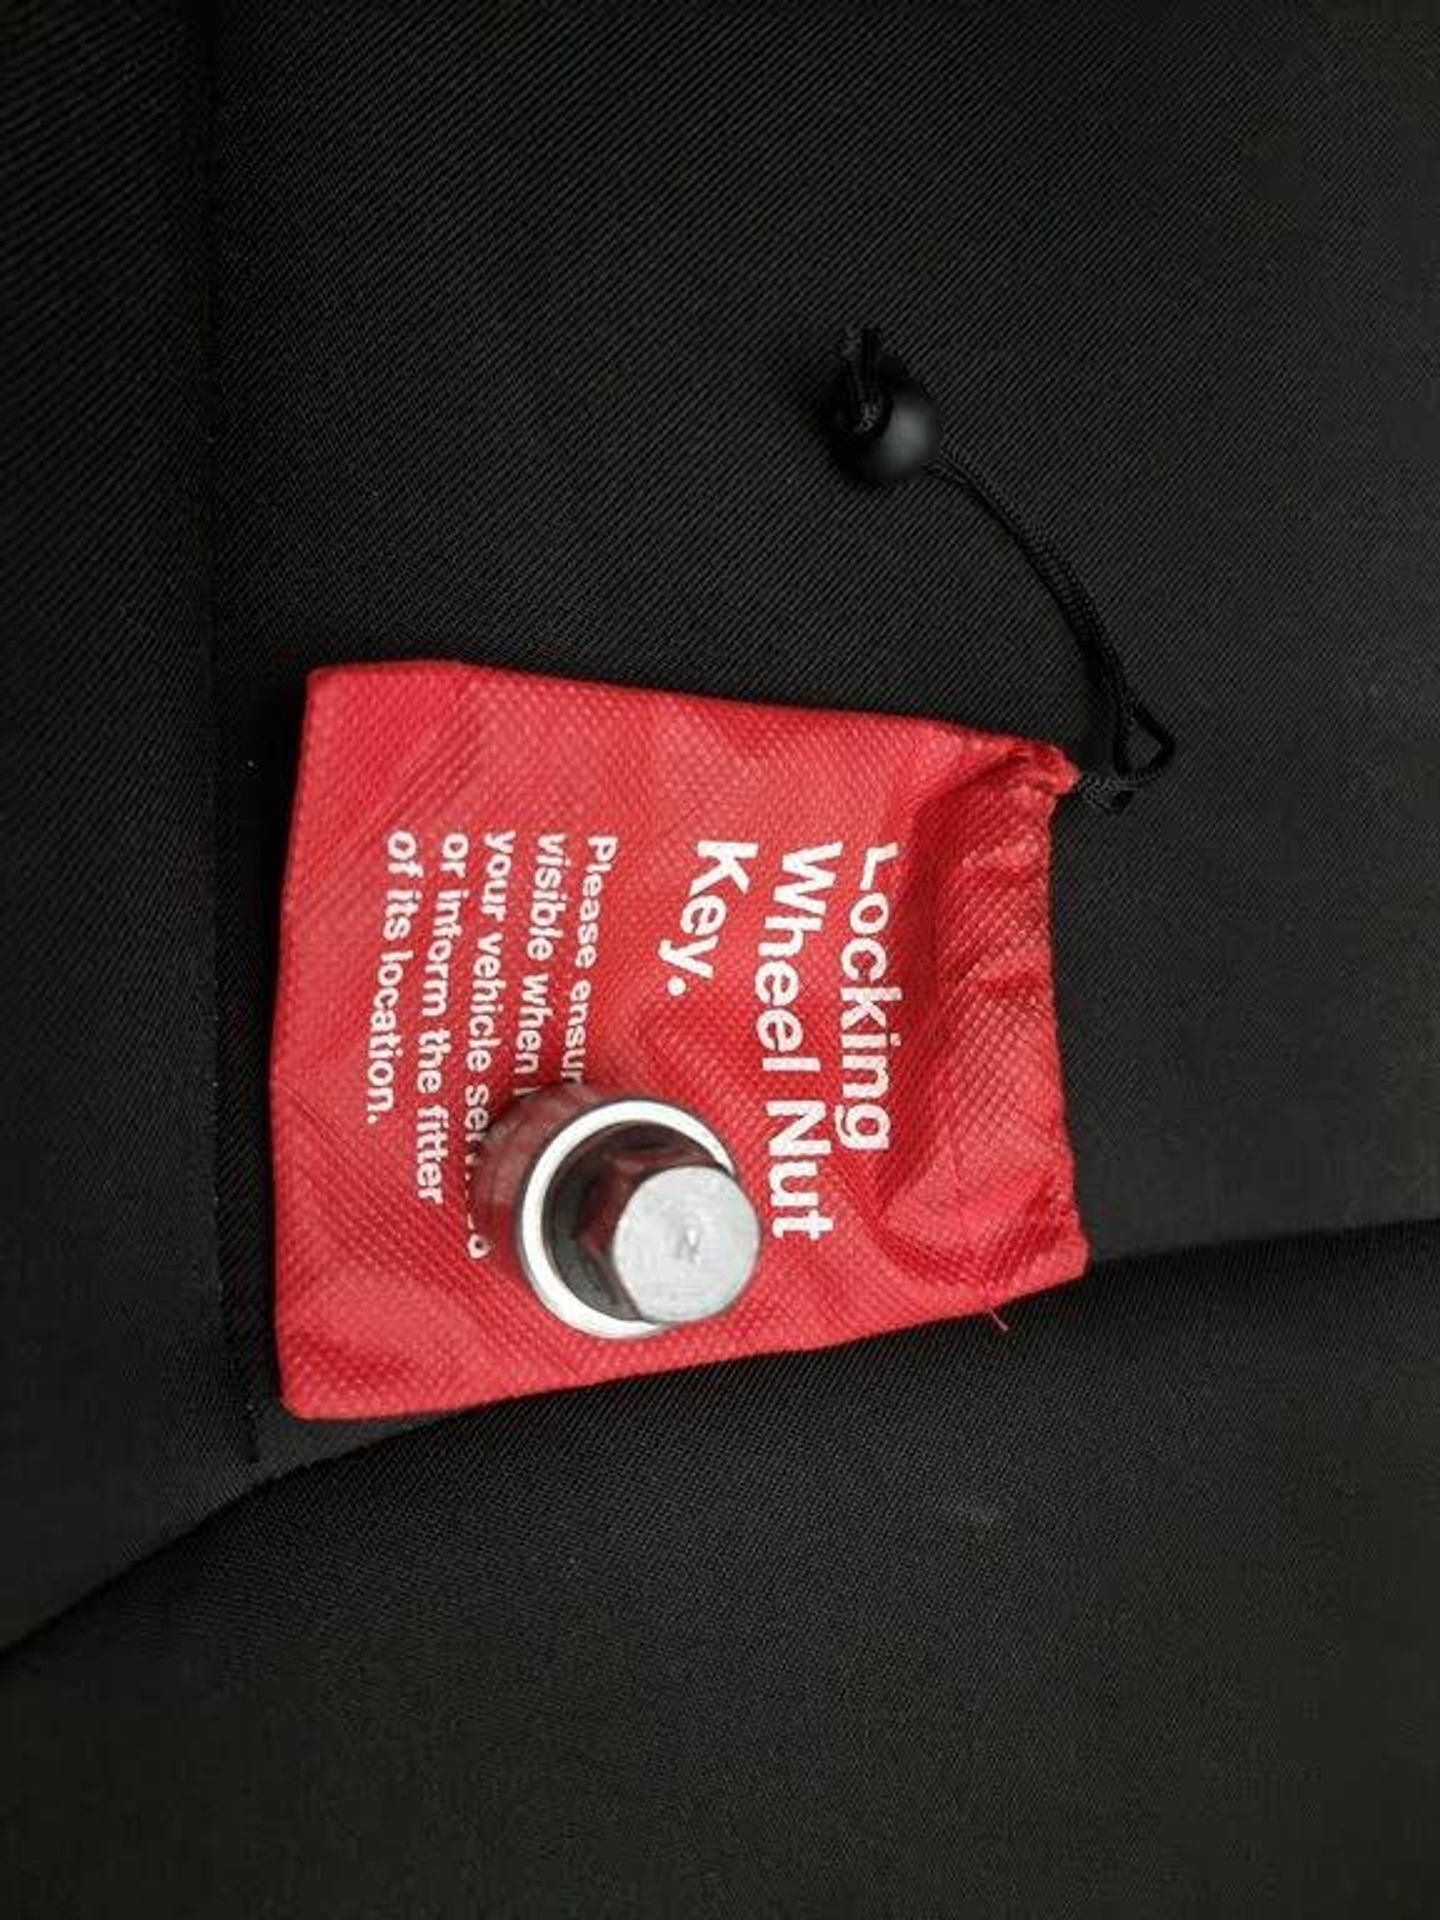 Locking
Wheel Nut
Key.
Please
visible when
your vehicle
or inform the fitter
of its location.